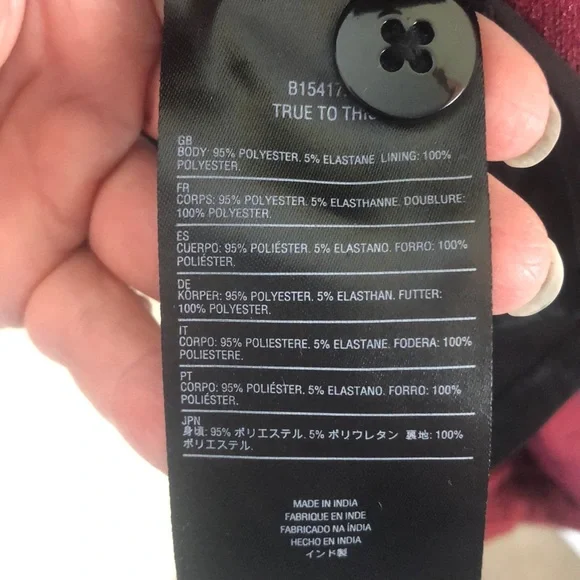 B1541
TRUE TO
GB
BODY: 95% POLYESTER. 5% ELASTANE. LINING: 100%
POLYESTER.
FR
CORPS: 95% POLYESTER. 5% ELASTHANNE. DOUBLURE:
100% POLYESTER.
ES
CUERPO: 95% POLIÉSTER. 5% ELASTANO. FORRO: 100%
POLIÉSTER.
DE
KÖRPER: 95% POLYESTER. 5% ELASTHAN. FUTTER:
100% POLYESTER.
IT
CORPO: 95% POLIESTERE. 5% ELASTANE. FODERA: 100%
POLIESTERE.
PT
CORPO: 95% POLIÉSTER. 5% ELASTANO. FORRO: 100%
POLIÉSTER.
JPN
身頃: 95% ポリエステル. 5% ポリウレタン 裏地: 100%
ポリエステル.
MADE IN INDIA
FABRIQUE EN INDE
FABRICADO NA ÍNDIA
HECHO EN INDIA
インド製